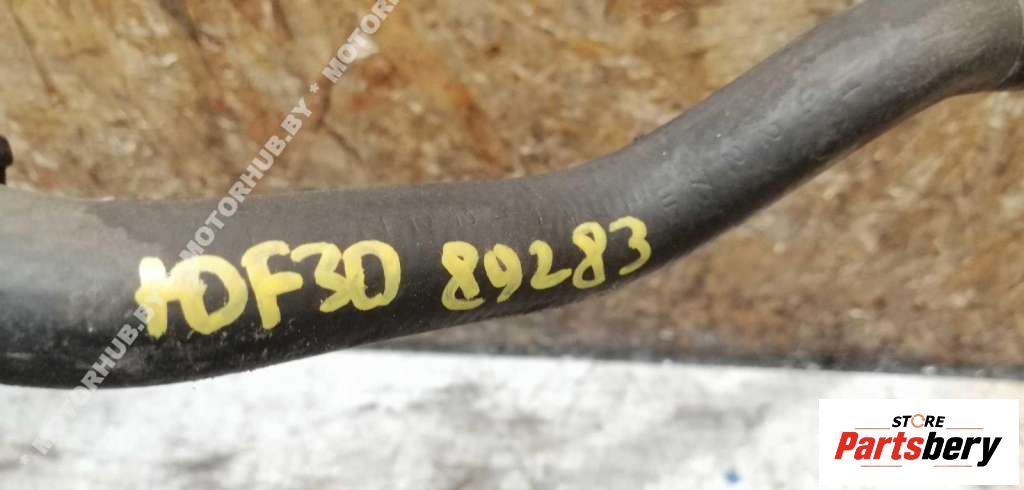 MOTORHUB.BY * MOTORHUB.BY * MOTOR
10F30 89283
STORE
Partsbery